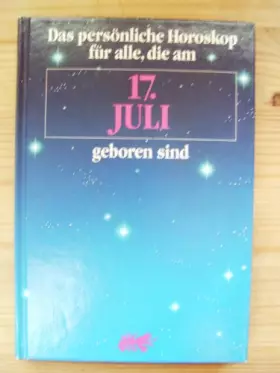 Das persönliche Horoskop
für alle, die am
17.
JULI
geboren sind